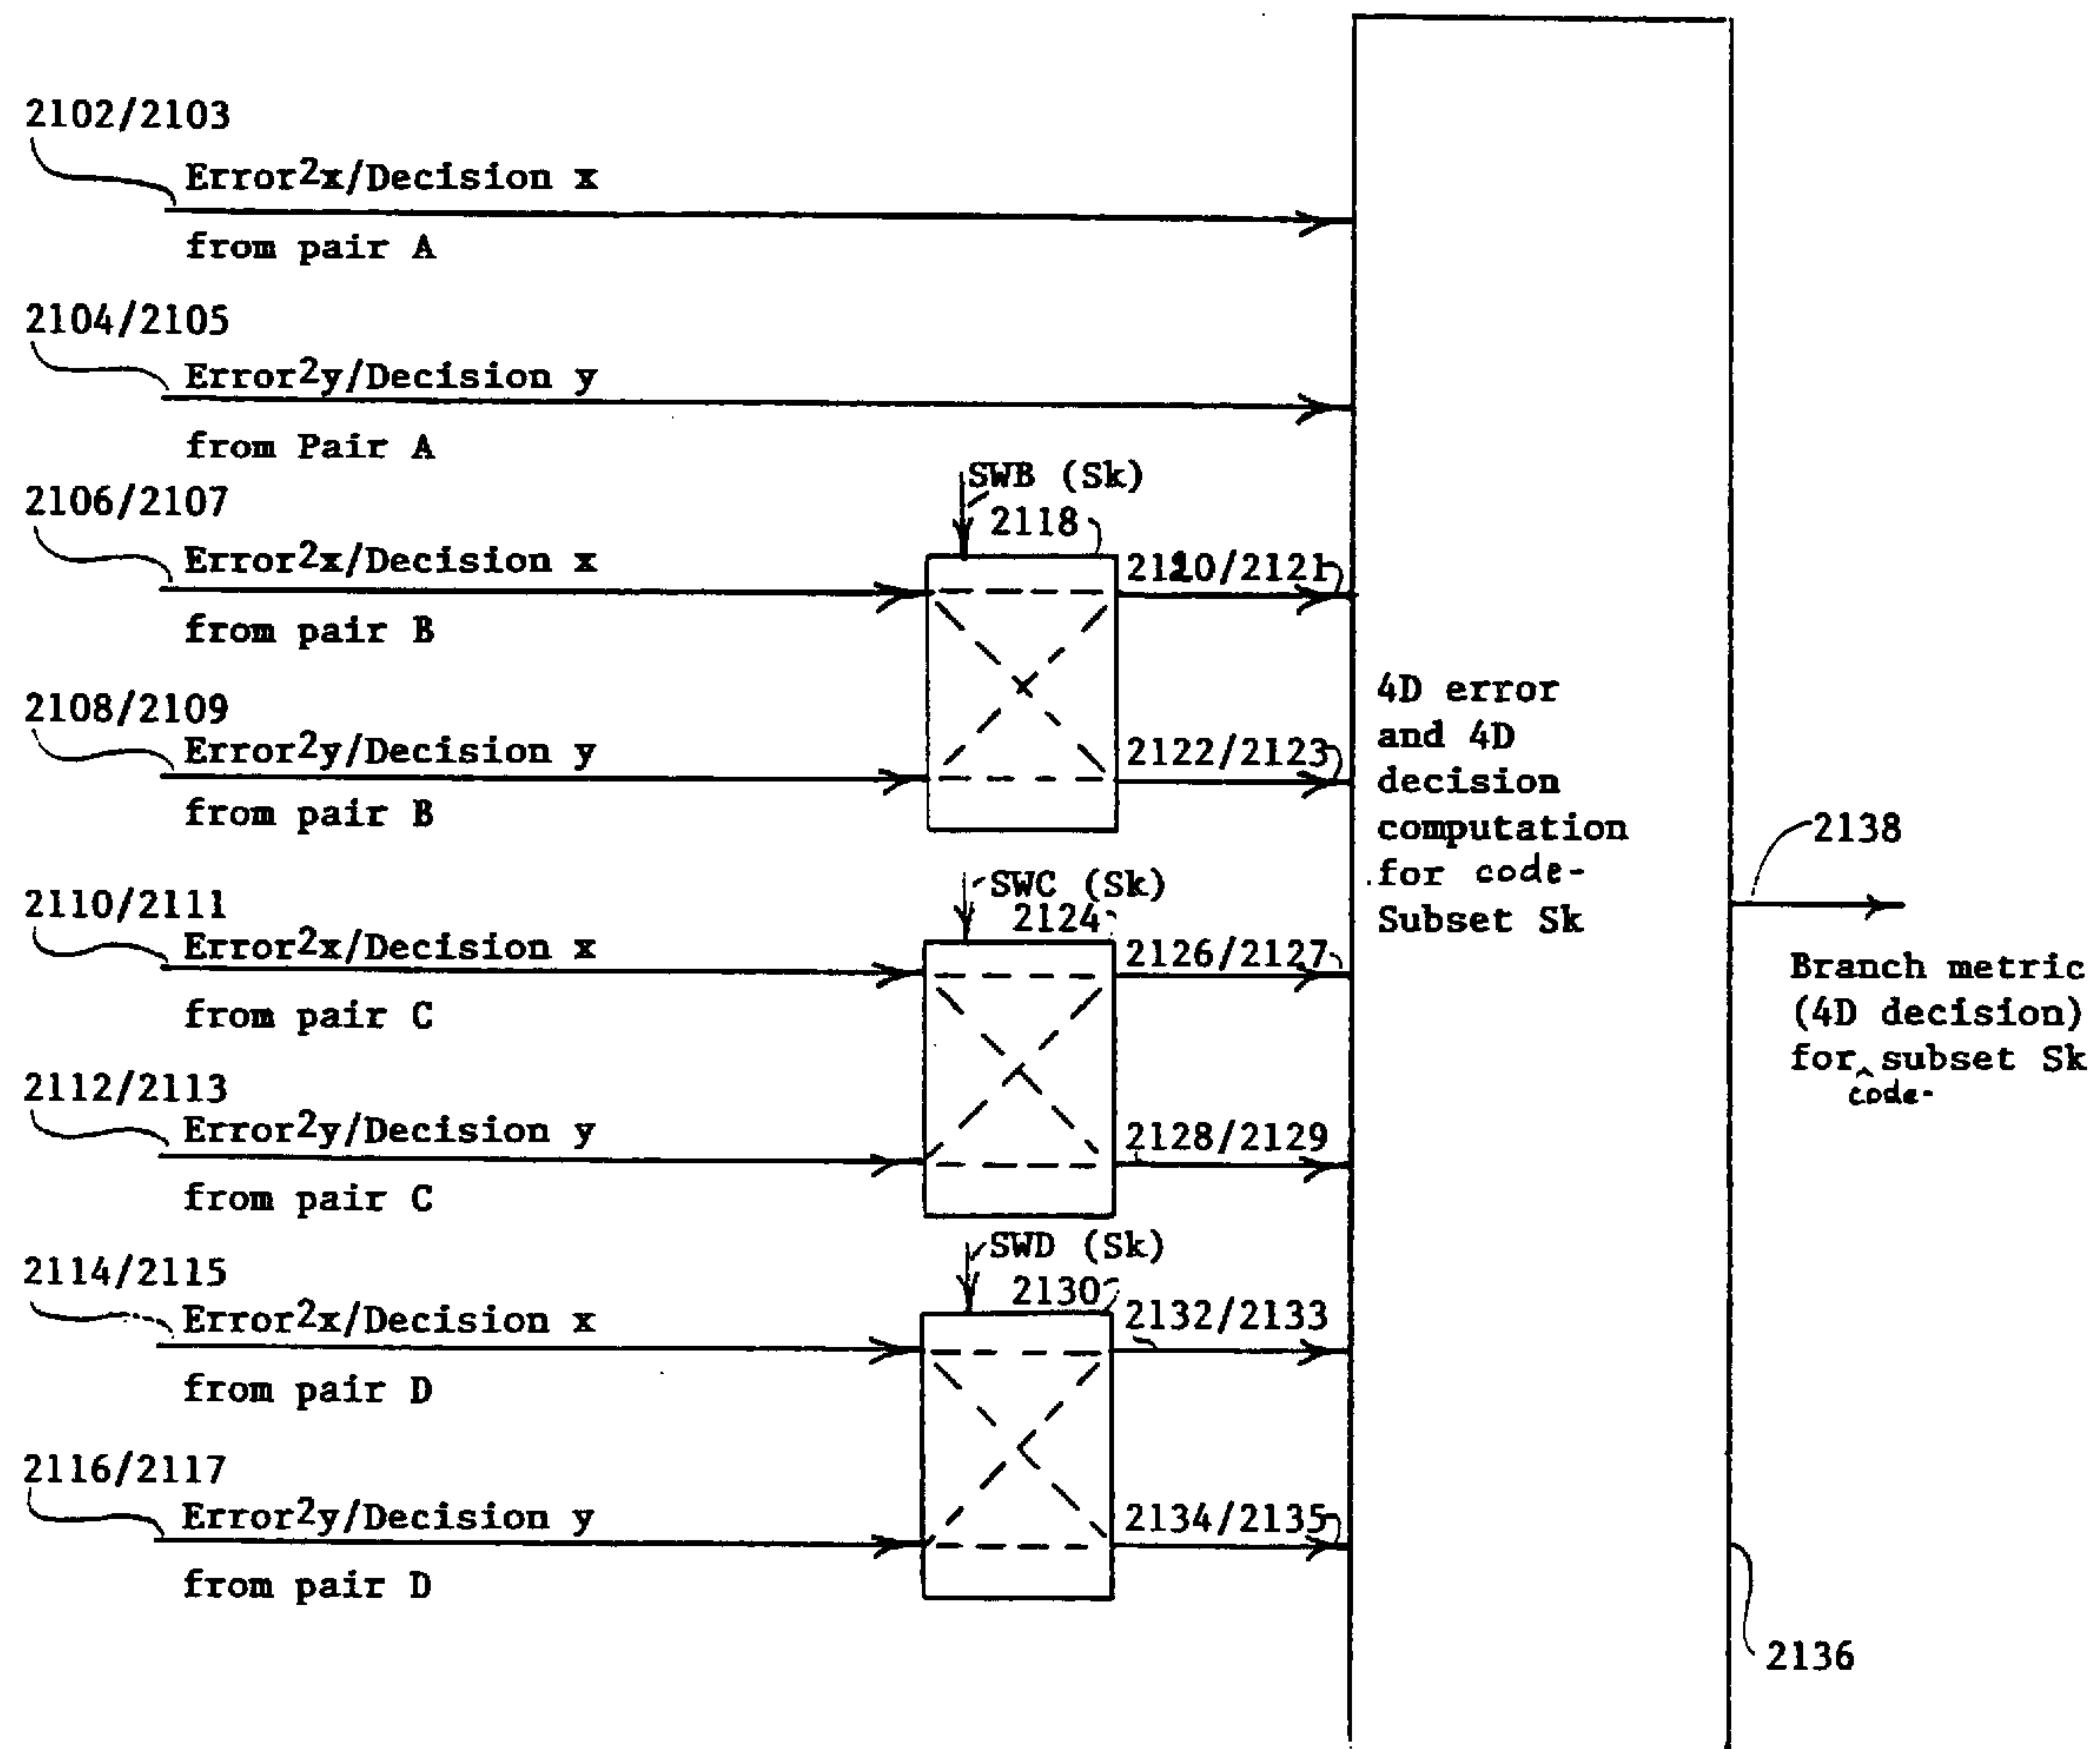 2102/2103
Error2x/Decision x
from pair A
2104/2105
Error2y/Decision y
from Pair A
SWB (Sk)
2118
2106/2107
Error2x/Decision x
from pair B
2121
2108/2109
Error2y/Decision y
from pair B
2122/2123
4D error
and 4D
decision
computation
for code-
Subset Sk
2138
Branch metric
(4D decision)
for subset Sk
code-
SWC (Sk)
2124
2110/2111
Error2x/Decision x
from pair C
2126/2127
2112/2113
Error2y/Decision y
from pair C
2128/2129
SWD (Sk)
2130
2114/2115
Error2x/Decision x
from pair D
2132/2133
2116/2117
Error2y/Decision y
from pair D
2134/2135
2136